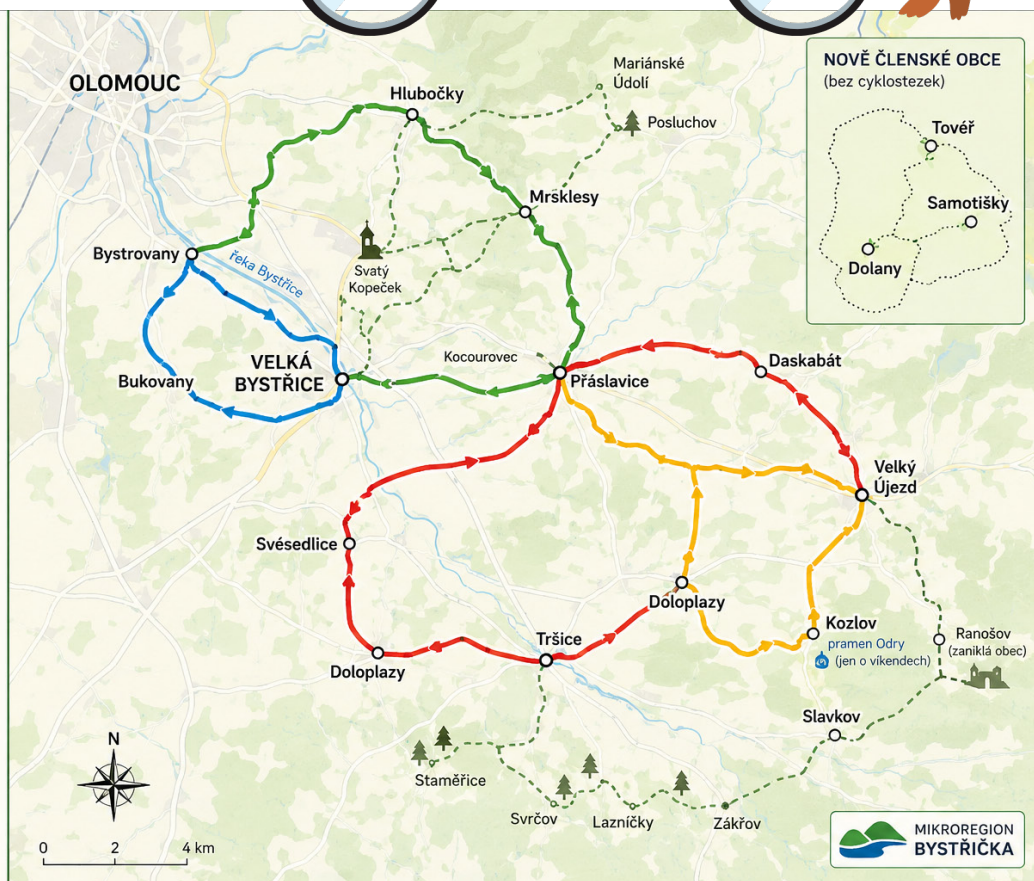 OLOMOUC
Hlubočky
Mariánské
Údolí
Posluchov
NOVĚ ČLENSKÉ OBCE
(bez cyklostezek)
Tovéř
Samotišky
Dolany
Mrsklesy
Bystrovany
řeka Bystřice
Svatý
Kopeček
VELKÁ
BYSTŘICE
Bukovany
Kocourovec
Přáslavice
Daskabát
Velký
Újezd
Svésedlice
Doloplazy
Kozlov
pramen Odry
(jen o víkendech)
Ranošov
(zaniklá obec)
Tršice
Doloplazy
Slavkov
Staměřice
Svrčov
Lazníčky
Zákřov
N
0 2 4 km
MIKROREGION
BYSTŘIČKA